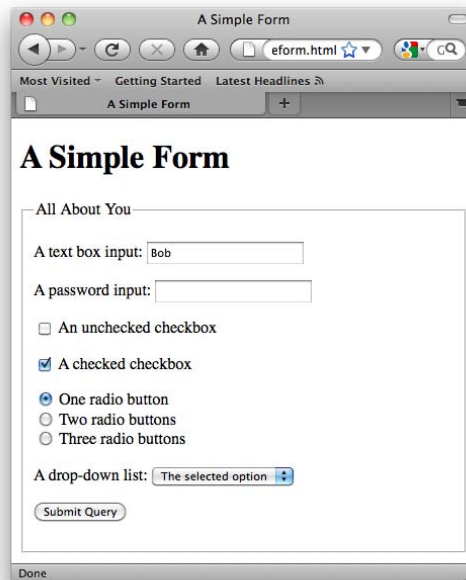 A Simple Form
eform.html
Most Visited Getting Started Latest Headlines
A Simple Form +
A Simple Form
All About You
A text box input: Bob
A password input:
An unchecked checkbox
A checked checkbox
One radio button
Two radio buttons
Three radio buttons
A drop-down list: The selected option
Submit Query
Done